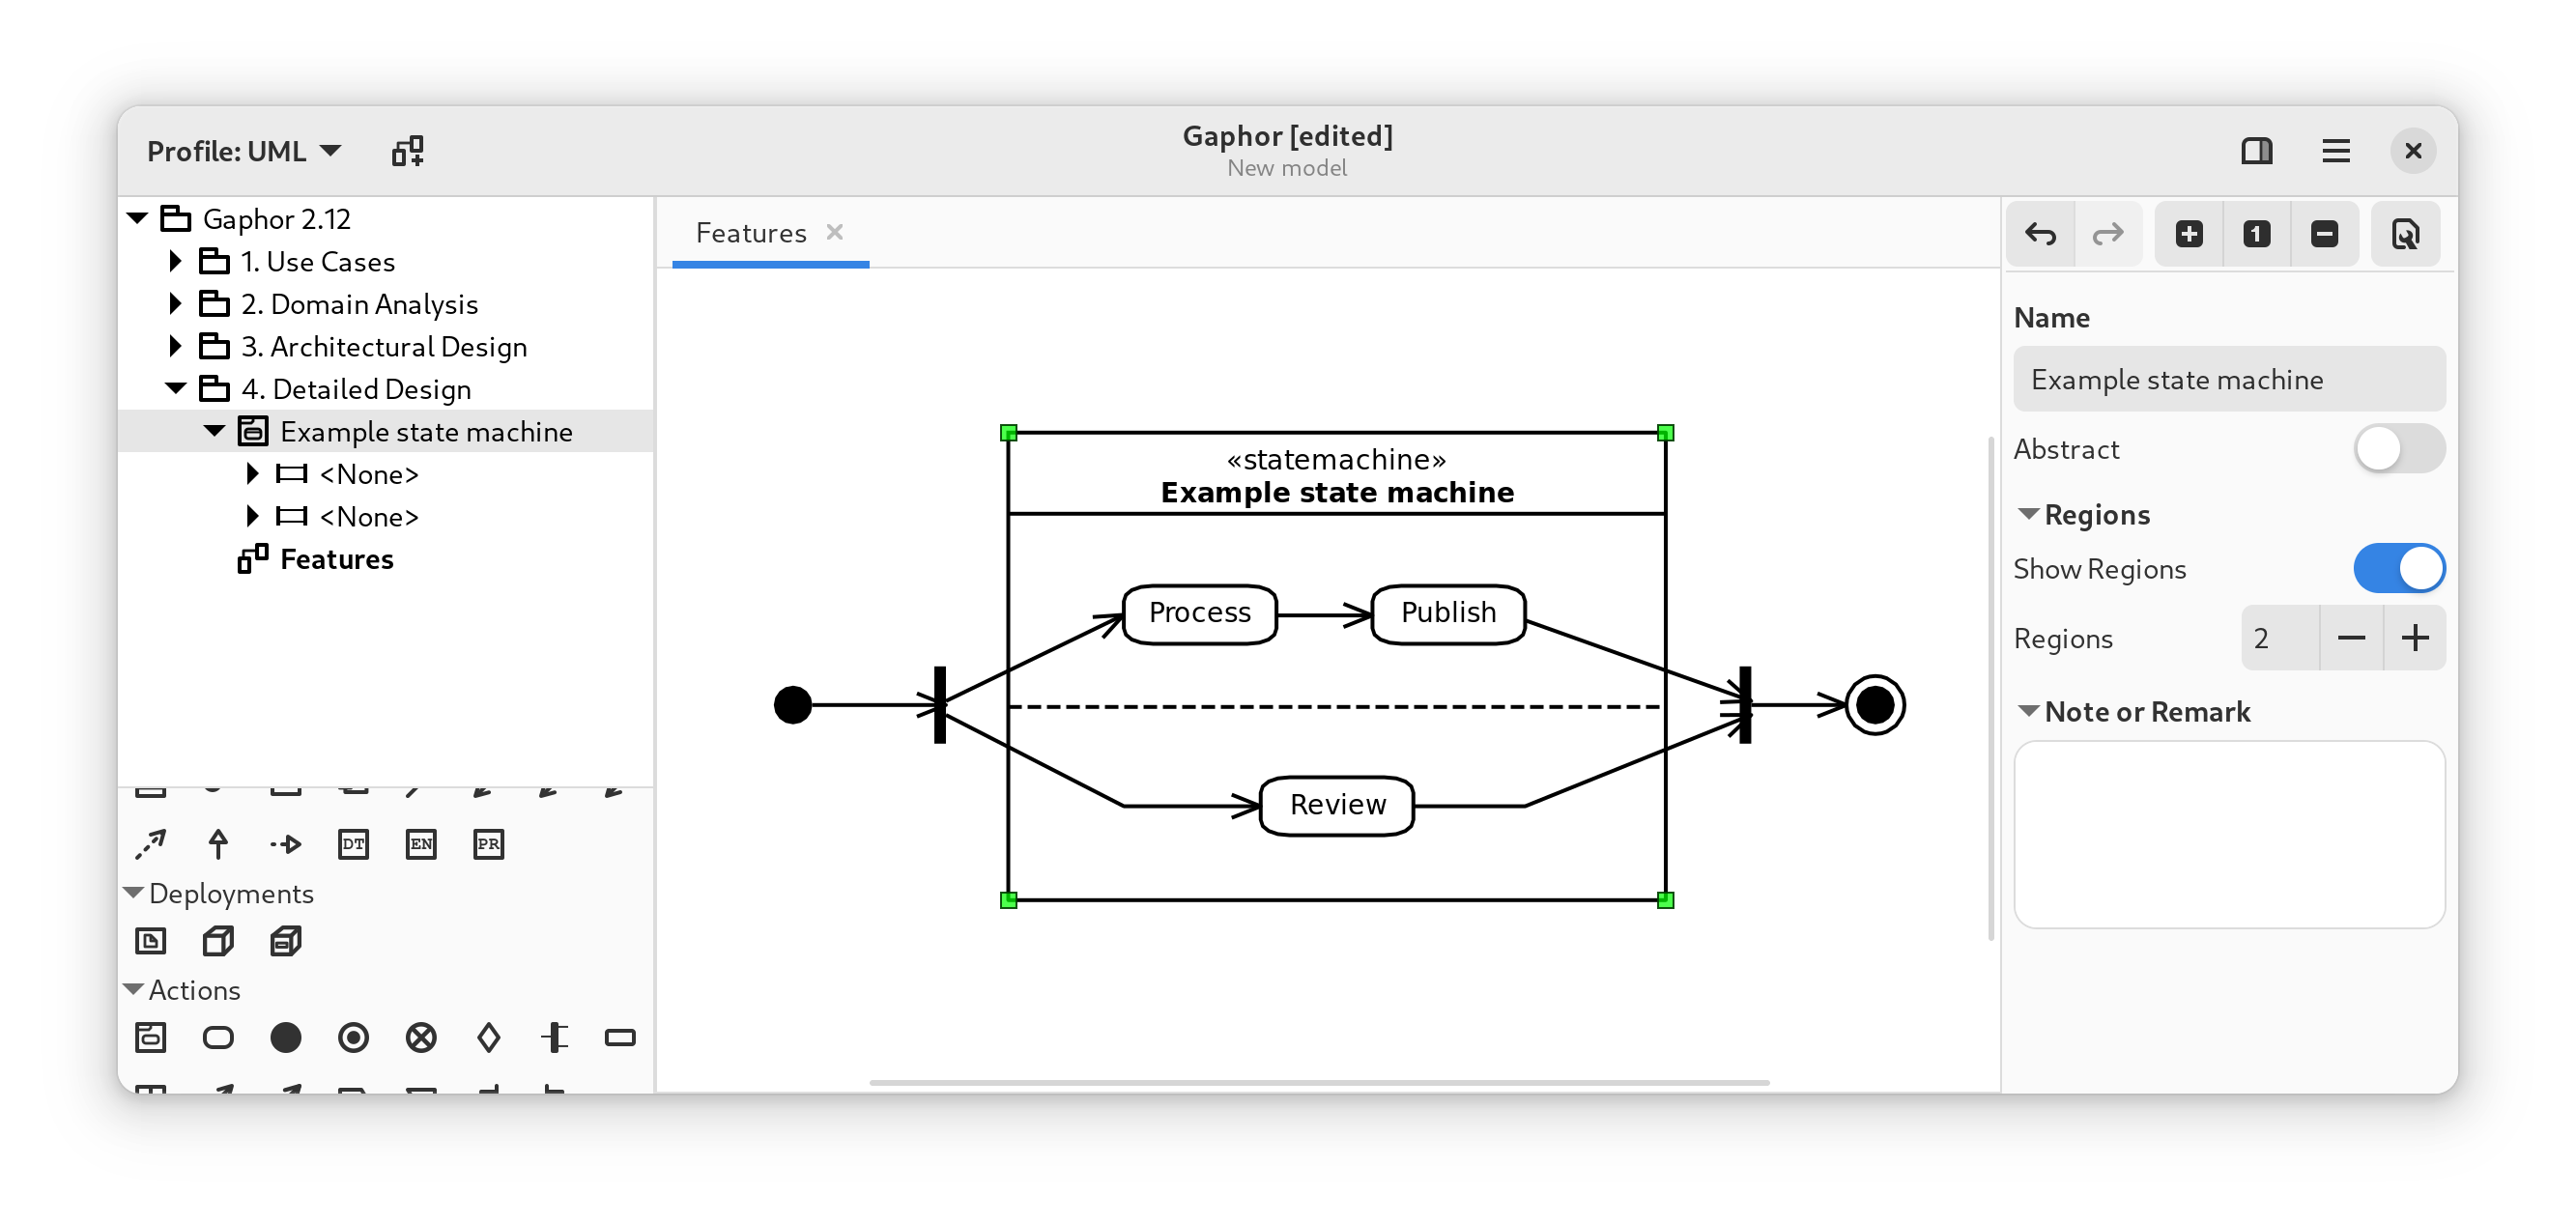 Profile: UML
Gaphor [edited]
New model
Gaphor 2.12
1. Use Cases
2. Domain Analysis
3. Architectural Design
4. Detailed Design
Example state machine
<None>
<None>
Features
DT EN PR
Deployments
Actions
Features
«statemachine»
Example state machine
Process
Publish
Review
1
Name
Example state machine
Abstract
Regions
Show Regions
Regions 2
Note or Remark